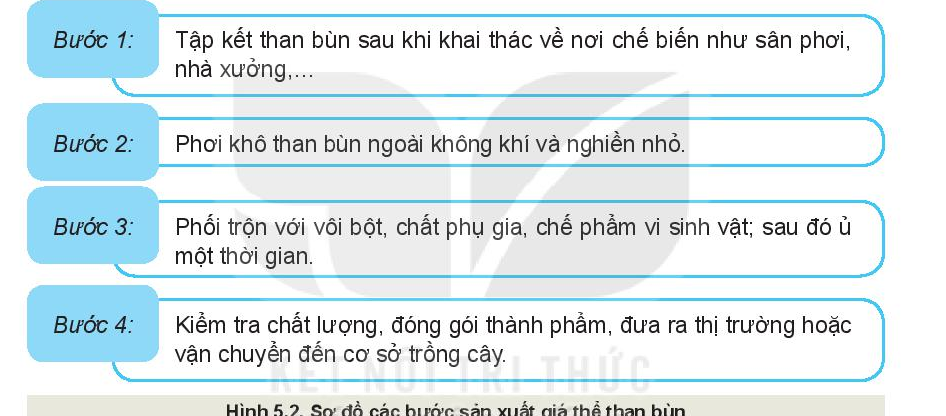 Bước 1: Tập kết than bùn sau khi khai thác về nơi chế biến như sân phơi,
nhà xưởng,...
Bước 2: Phơi khô than bùn ngoài không khí và nghiền nhỏ.
Bước 3: Phối trộn với vôi bột, chất phụ gia, chế phẩm vi sinh vật; sau đó ủ
một thời gian.
Bước 4: Kiểm tra chất lượng, đóng gói thành phẩm, đưa ra thị trường hoặc
vận chuyển đến cơ sở trồng cây.
KẾT NỐI TRI THỨC
Hình 5.2. Sơ đồ các bước sản xuất giá thể than bùn